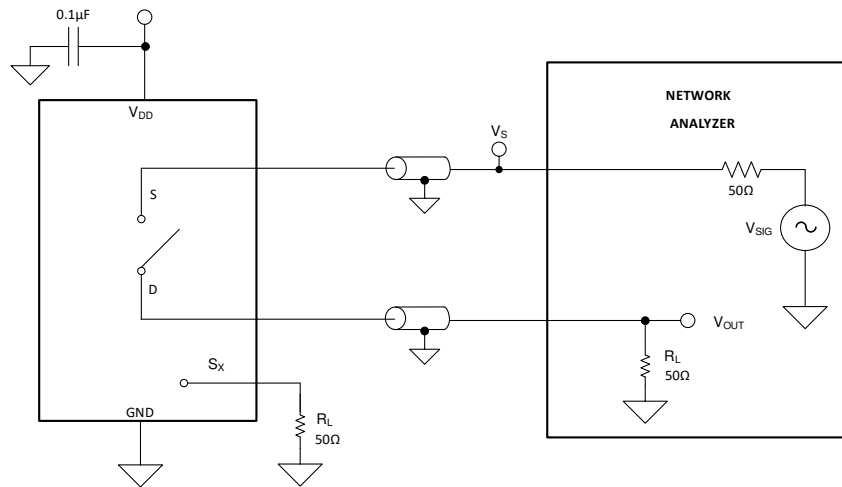 0.1µF
VDD
NETWORK
ANALYZER
VS
S
50Ω
VSIG
D
VOUT
SX
RL
50Ω
GND
RL
50Ω